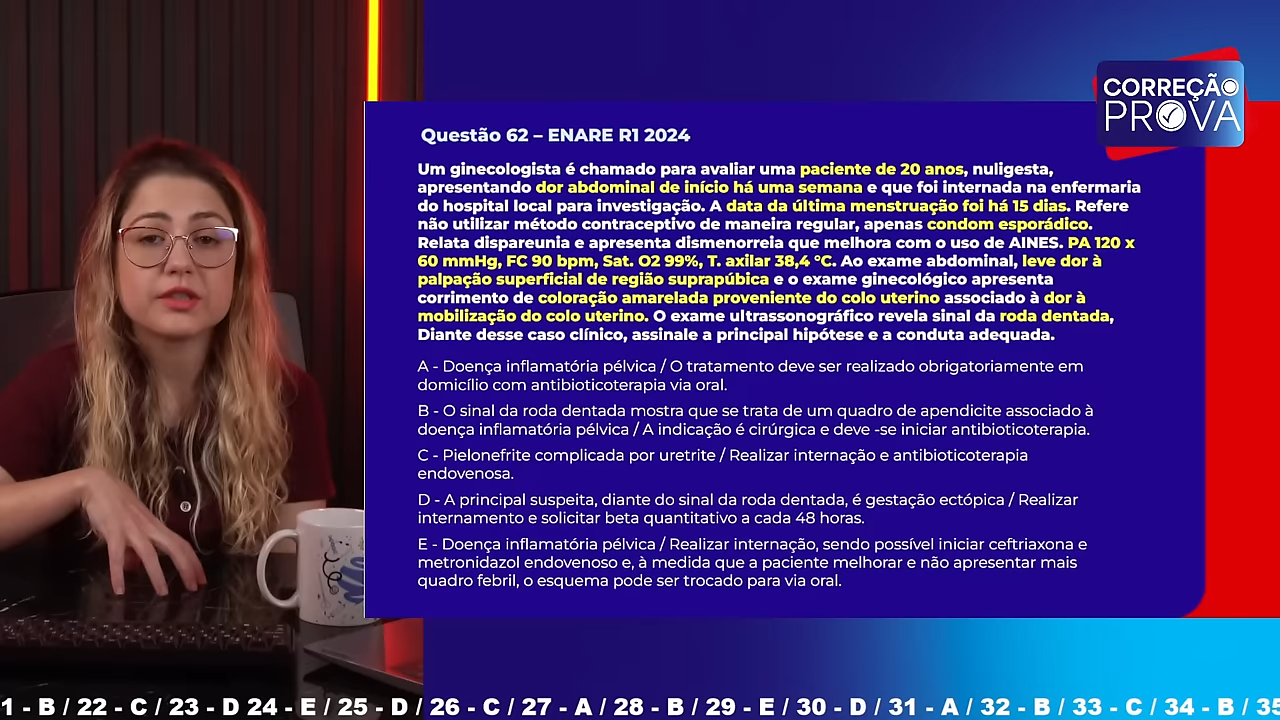 CORREÇÃO
PROVA
Questão 62 – ENARE R1 2024
Um ginecologista é chamado para avaliar uma paciente de 20 anos, nuligesta,
apresentando dor abdominal de início há uma semana e que foi internada na enfermaria
do hospital local para investigação. A data da última menstruação foi há 15 dias. Refere
não utilizar método contraceptivo de maneira regular, apenas condom esporádico.
Relata dispareunia e apresenta dismenorreia que melhora com o uso de AINES. PA 120 x
60 mmHg, FC 90 bpm, Sat. O2 99%, T. axilar 38,4 °C. Ao exame abdominal, leve dor à
palpação superficial de região suprapúbica e o exame ginecológico apresenta
corrimento de coloração amarelada proveniente do colo uterino associado à dor à
mobilização do colo uterino. O exame ultrassonográfico revela sinal da roda dentada,
Diante desse caso clínico, assinale a principal hipótese e a conduta adequada.
A - Doença inflamatória pélvica / O tratamento deve ser realizado obrigatoriamente em
domicílio com antibioticoterapia via oral.
B - O sinal da roda dentada mostra que se trata de um quadro de apendicite associado à
doença inflamatória pélvica / A indicação é cirúrgica e deve -se iniciar antibioticoterapia.
C - Pielonefrite complicada por uretrite / Realizar internação e antibioticoterapia
endovenosa.
D - A principal suspeita, diante do sinal da roda dentada, é gestação ectópica / Realizar
internamento e solicitar beta quantitativo a cada 48 horas.
E - Doença inflamatória pélvica / Realizar internação, sendo possível iniciar ceftriaxona e
metronidazol endovenoso e, à medida que a paciente melhorar e não apresentar mais
quadro febril, o esquema pode ser trocado para via oral.
1 - B / 22 - C / 23 - D 24 - E / 25 - D / 26 - C / 27 - A / 28 - B / 29 - E / 30 - D / 31 - A / 32 - B / 33 - C / 34 - B / 35